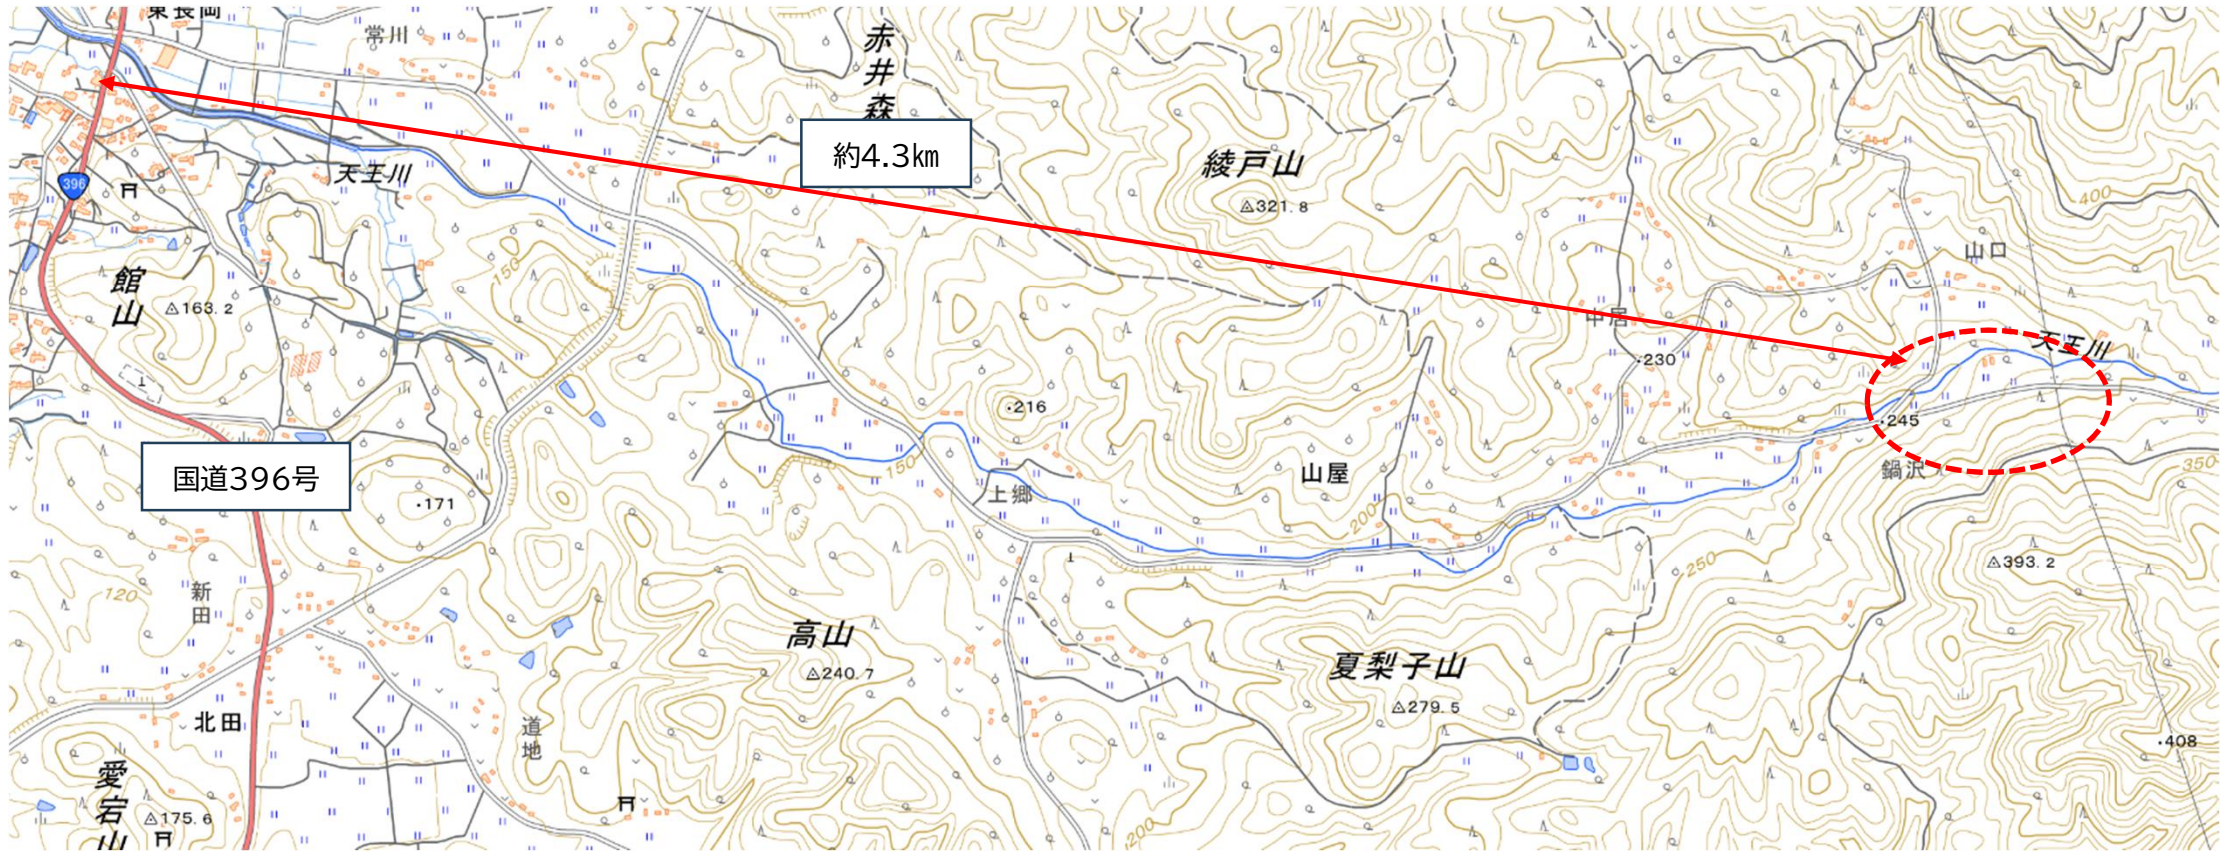 東長岡
常川
赤井森
約4.3㎞
綾戸山
321.8
天王川
396
400
山口
館山
163.2
150
中居
天王川
230
216
245
国道396号
150
山屋
鍋沢
350
171
上郷
200
250
393.2
120
新田
高山
240.7
夏梨子山
279.5
北田
道地
408
愛宕山
175.6
200